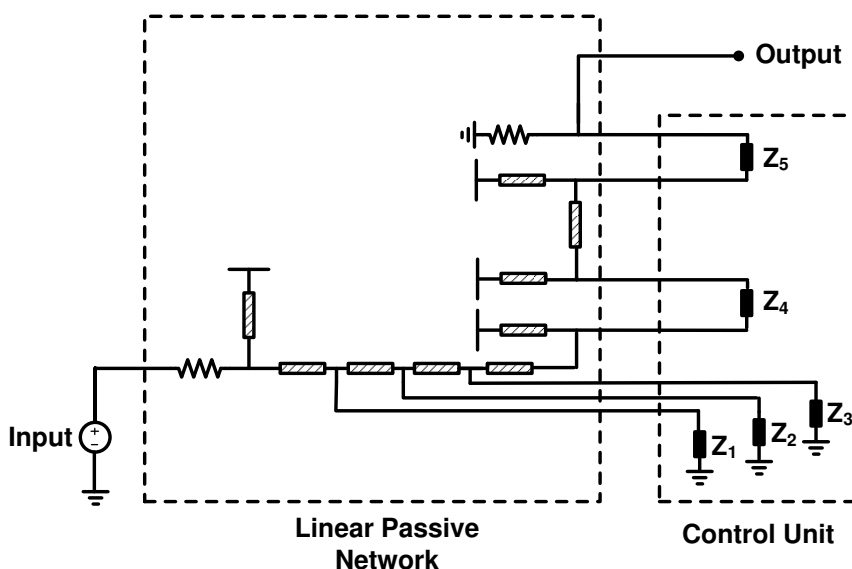 Output
Z5
Z4
Z3
Input
Z1
Z2
Linear Passive
Network
Control Unit